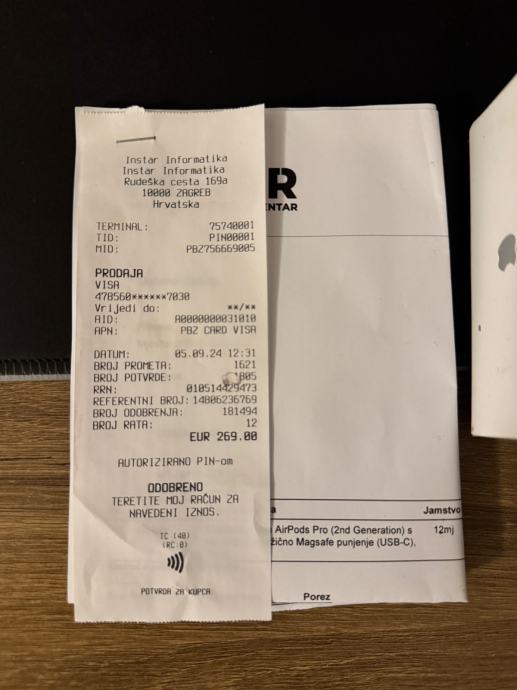 Instar Informatika
Instar Informatika
Rudeška cesta 169a
10000 ZAGREB
Hrvatska
TERMINAL: 75740001
TID: PIN00001
MID: PBZ756669005
PRODAJA
VISA
478560******7030
Vrijedi do: **/**
AID: A0000000031010
APN: PBZ CARD VISA
DATUM: 05.09.24 12:31
BROJ PROMETA: 1621
BROJ POTVRDE: 1805
RRN: 010514429473
REFERENTNI BROJ: 14806236769
BROJ ODOBRENJA: 181494
BROJ RATA: 12
EUR 269.00
AUTORIZIRANO PIN-om
ODOBRENO
TERETITE MOJ RAČUN ZA
NAVEDENI IZNOS.
TC (40)
(RC:0)
POTVRDA ZA KUPCA
R
ENTAR
a Jamstvo
AirPods Pro (2nd Generation) s 12mj
žično Magsafe punjenje (USB-C),
Porez